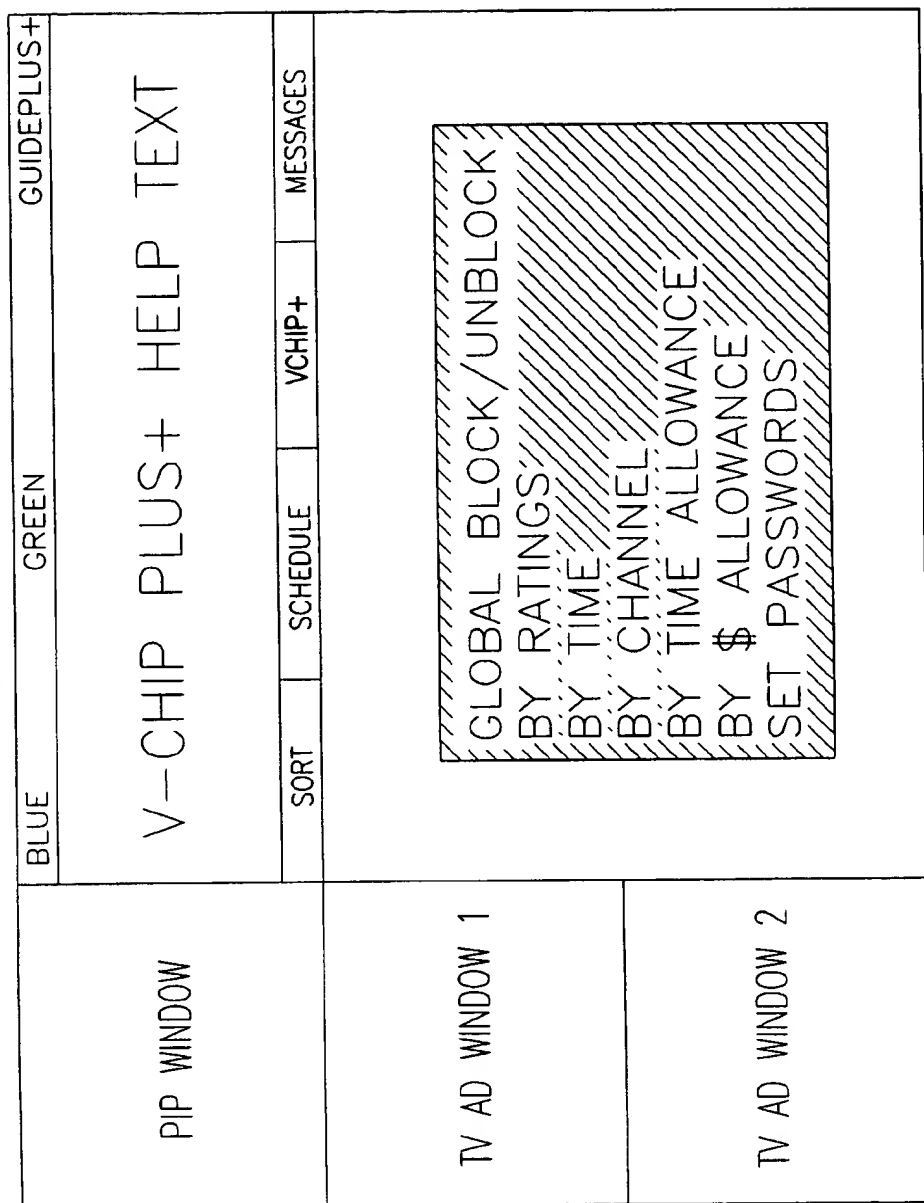 BLUE GREEN GUIDEPLUS+
PIP WINDOW
V-CHIP PLUS+ HELP TEXT
SORT SCHEDULE VCHIP+ MESSAGES
TV AD WINDOW 1
TV AD WINDOW 2
GLOBAL BLOCK/UNBLOCK
BY RATINGS
BY TIME
BY CHANNEL
BY TIME ALLOWANCE
BY $ ALLOWANCE
SET PASSWORDS